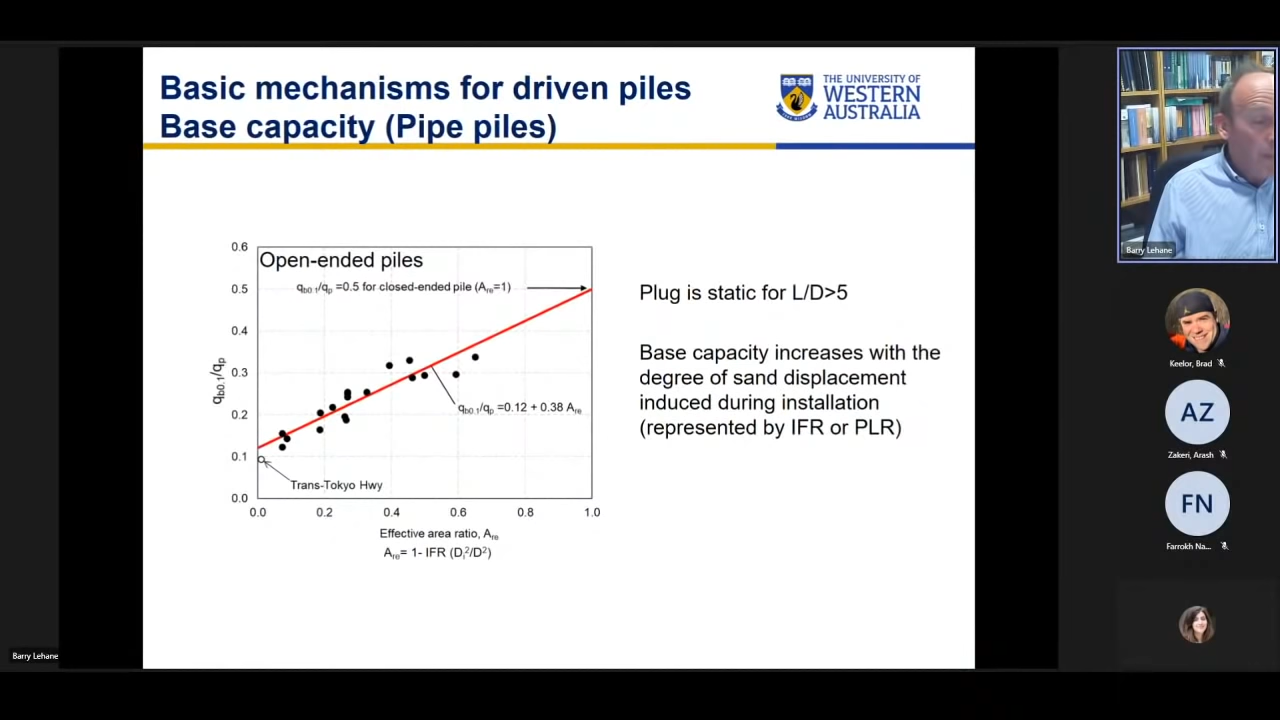 Basic mechanisms for driven piles
Base capacity (Pipe piles)
THE UNIVERSITY OF
WESTERN
AUSTRALIA
Open-ended piles
qb0.1/qp =0.5 for closed-ended pile (Are=1)
qb0.1/qp =0.12 + 0.38 Are
Trans-Tokyo Hwy
qb0.1/qp
0.6
0.5
0.4
0.3
0.2
0.1
0.0
0.0 0.2 0.4 0.6 0.8 1.0
Effective area ratio, Are
Are= 1- IFR (Di²/D²)
Plug is static for L/D>5
Base capacity increases with the
degree of sand displacement
induced during installation
(represented by IFR or PLR)
Barry Lehane
Keelor, Brad
AZ
Zakeri, Arash
FN
Farrokh Na...
Barry Lehane